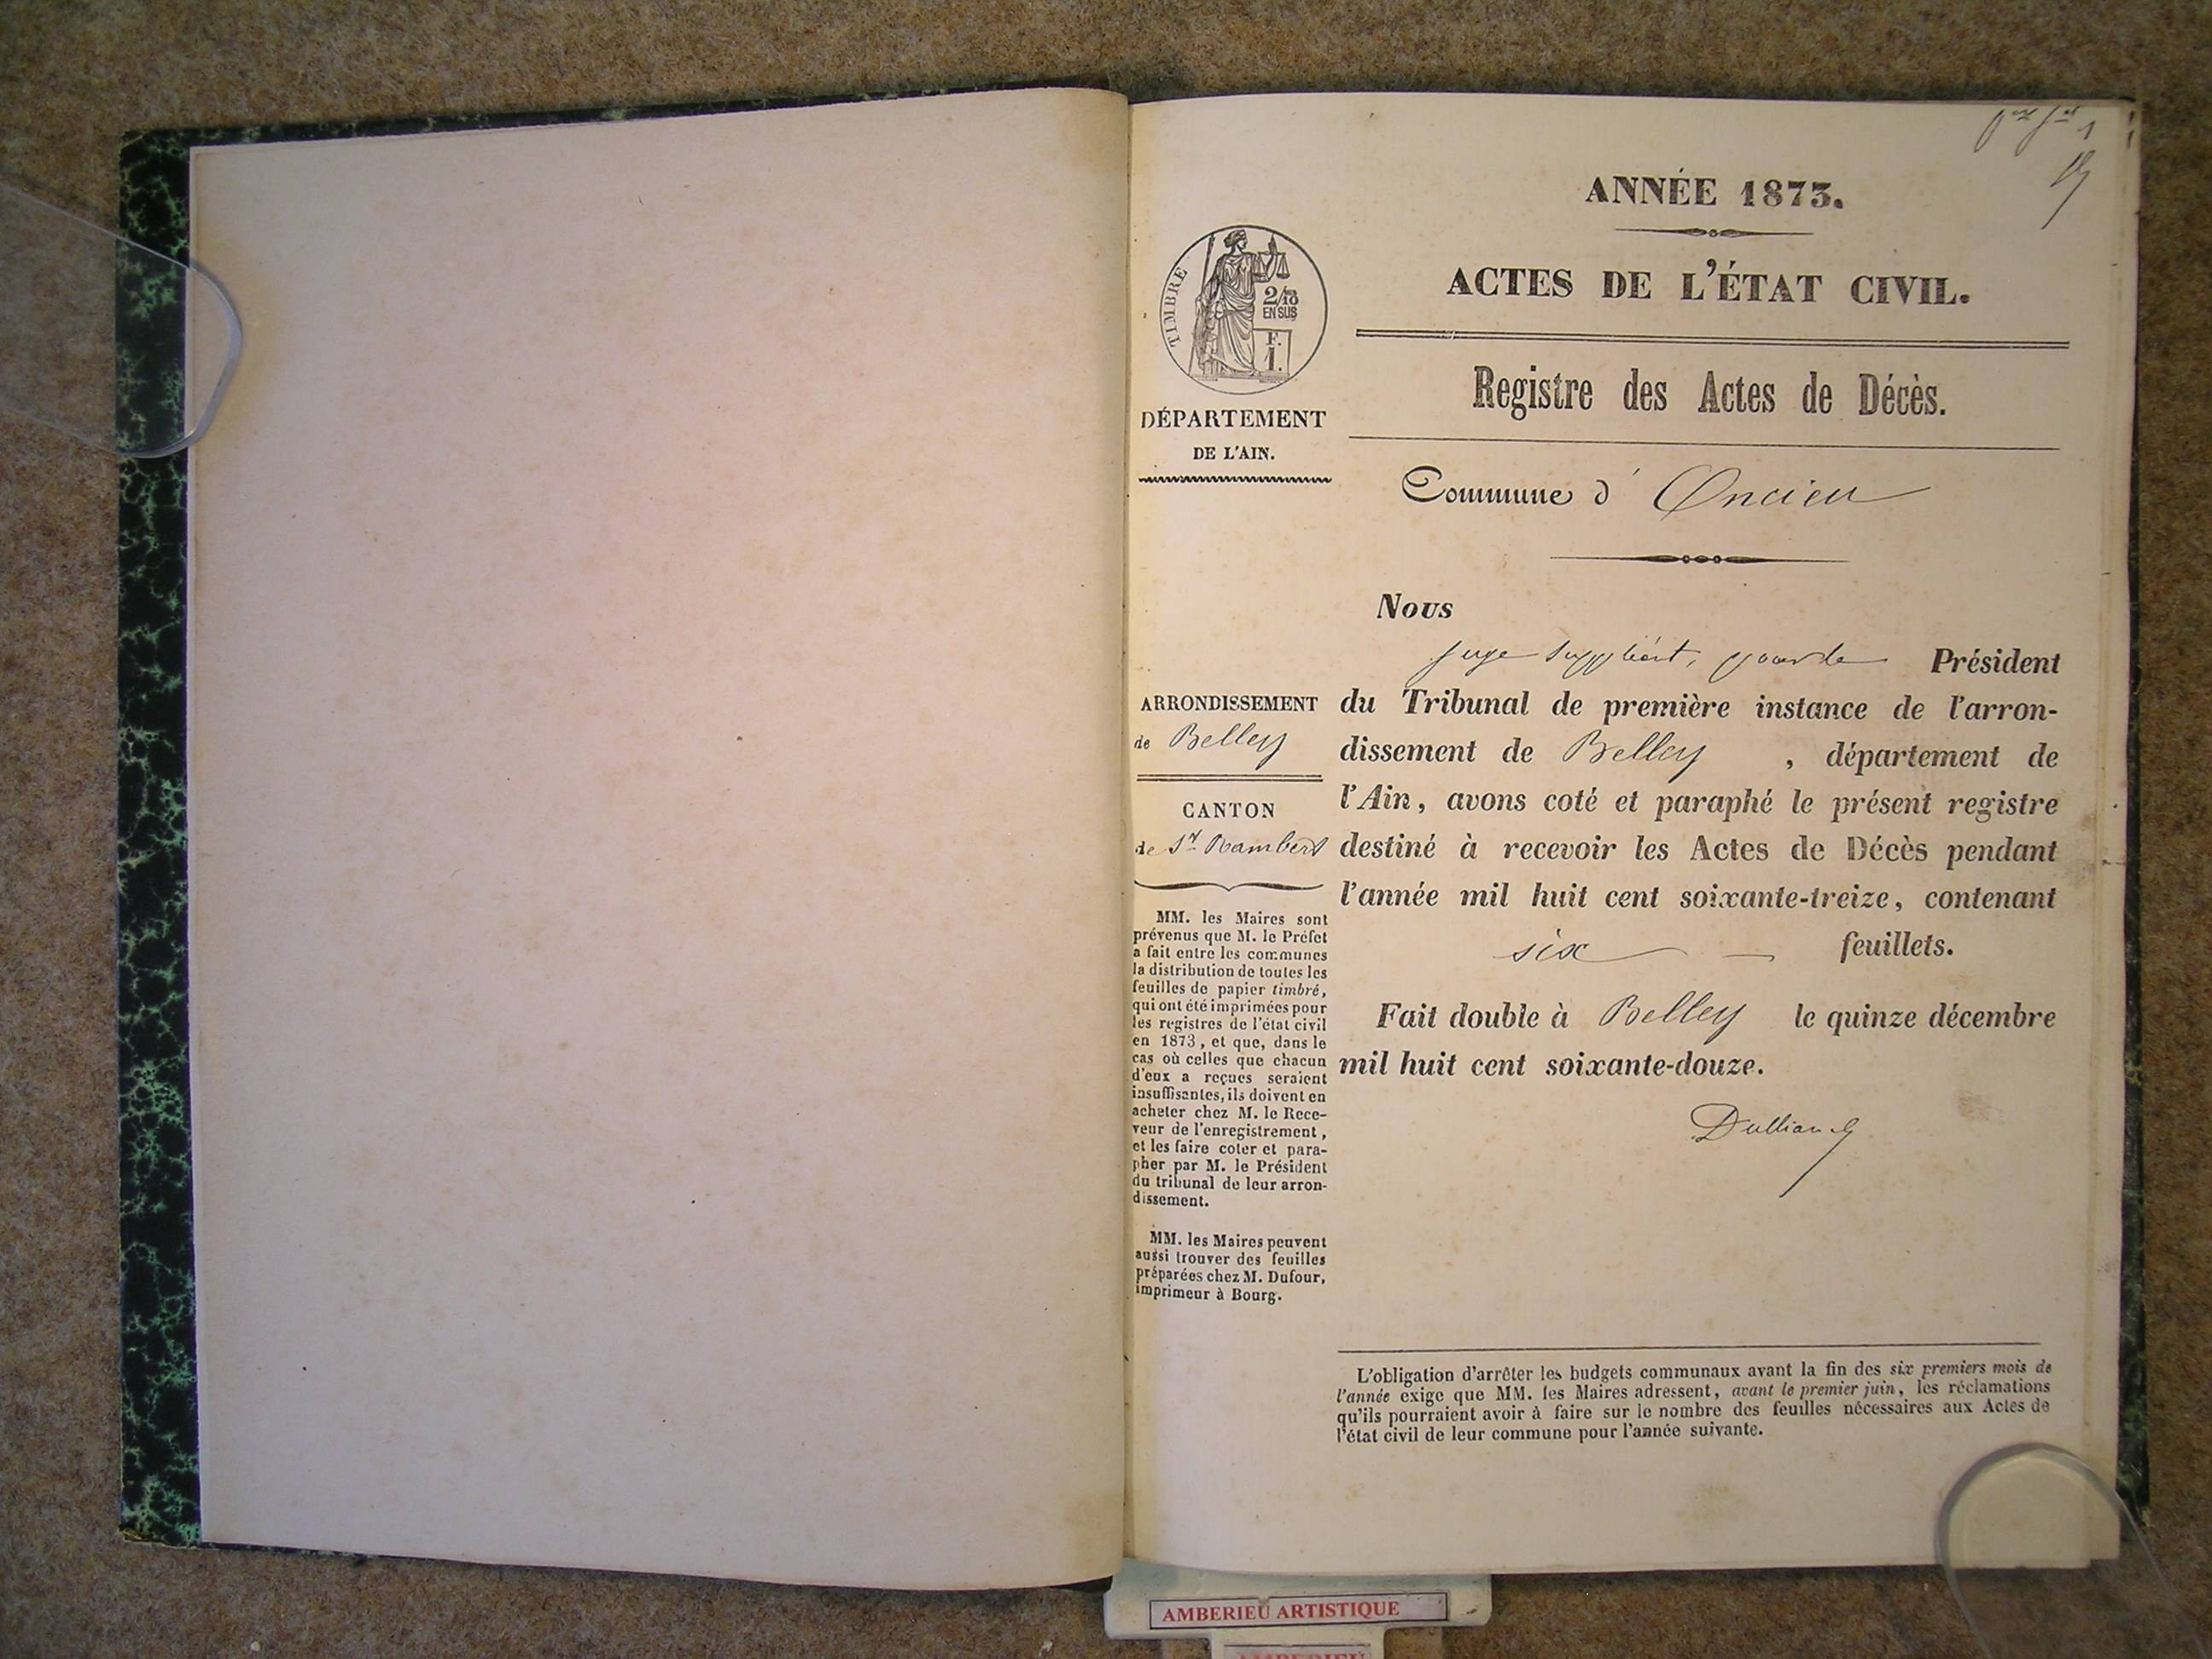 1
ANNÉE 1873.
ACTES DE L'ÉTAT CIVIL.
TIMBRE
2/10
EN SUS
F.
1.
Registre des Actes de Décès.
DÉPARTEMENT
DE L'AIN.
Commune d' Oncieu
Nous
juge suppléant, pour le Président
du Tribunal de première instance de l'arron-
dissement de Belley , département de
l'Ain, avons coté et paraphé le présent registre
destiné à recevoir les Actes de Décès pendant
l'année mil huit cent soixante-treize, contenant
six — feuillets.
Fait double à Belley le quinze décembre
mil huit cent soixante-douze.
ARRONDISSEMENT
de Belley
CANTON
de St Rambert
MM. les Maires sont
prévenus que M. le Préfet
a fait entre les communes
la distribution de toutes les
feuilles de papier timbré,
qui ont été imprimées pour
les registres de l'état civil
en 1873, et que, dans le
cas où celles que chacun
d'eux a reçues seraient
insuffisantes, ils doivent en
acheter chez M. le Rece-
veur de l'enregistrement,
et les faire coter et para-
pher par M. le Président
du tribunal de leur arron-
dissement.
MM. les Maires peuvent
aussi trouver des feuilles
préparées chez M. Dufour,
imprimeur à Bourg.
L'obligation d'arrêter les budgets communaux avant la fin des six premiers mois de
l'année exige que MM. les Maires adressent, avant le premier juin, les réclamations
qu'ils pourraient avoir à faire sur le nombre des feuilles nécessaires aux Actes de
l'état civil de leur commune pour l'année suivante.
AMBERIEU ARTISTIQUE
AMBERIEU